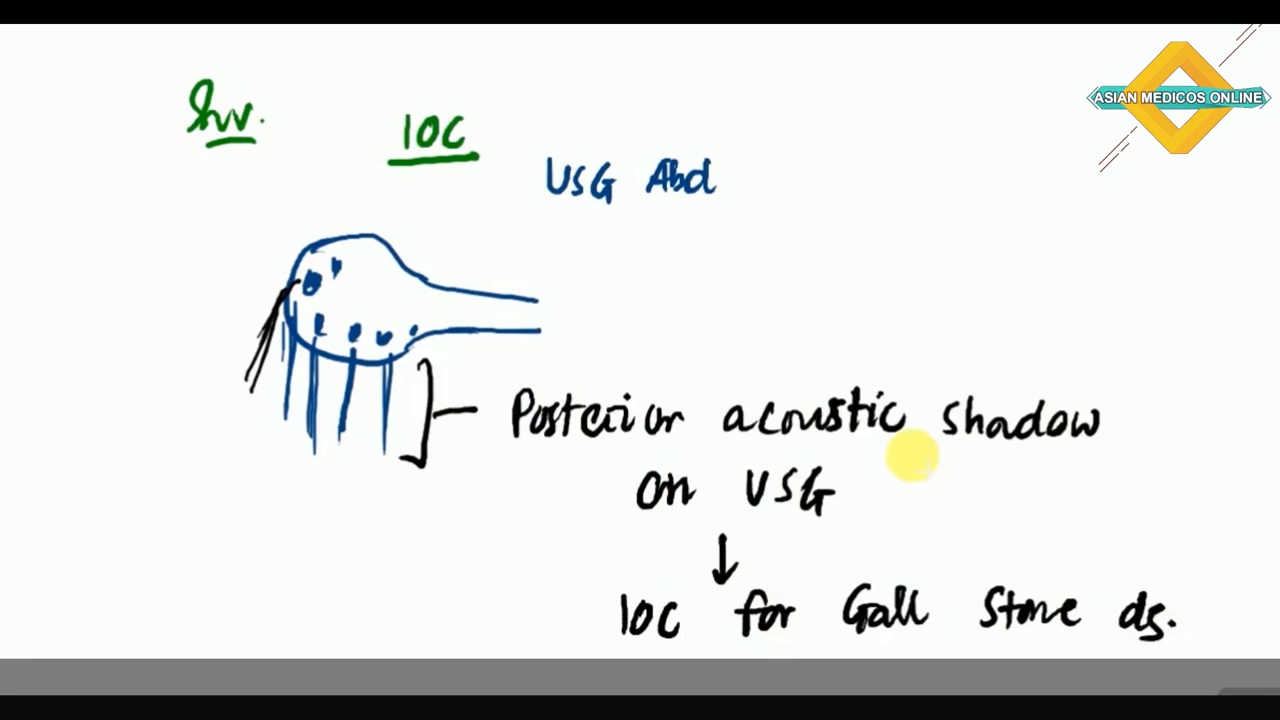 ASIAN MEDICOS ONLINE
Inv.
IOC
USG Abd
Posterior acoustic shadow
on USG
IOC for Gall Stone ds.